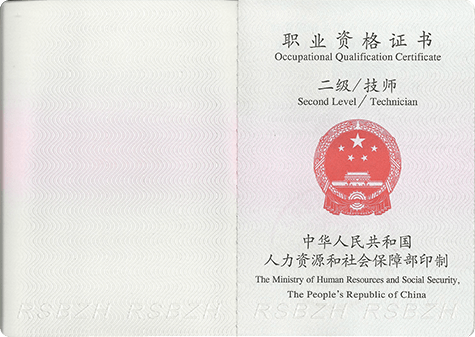 职业资格证书
Occupational Qualification Certificate
二级/技师
Second Level/Technician
中华人民共和国
人力资源和社会保障部印制
The Ministry of Human Resources and Social Security,
The People's Republic of China
RSBZH RSBZH RSBZH RSBZH